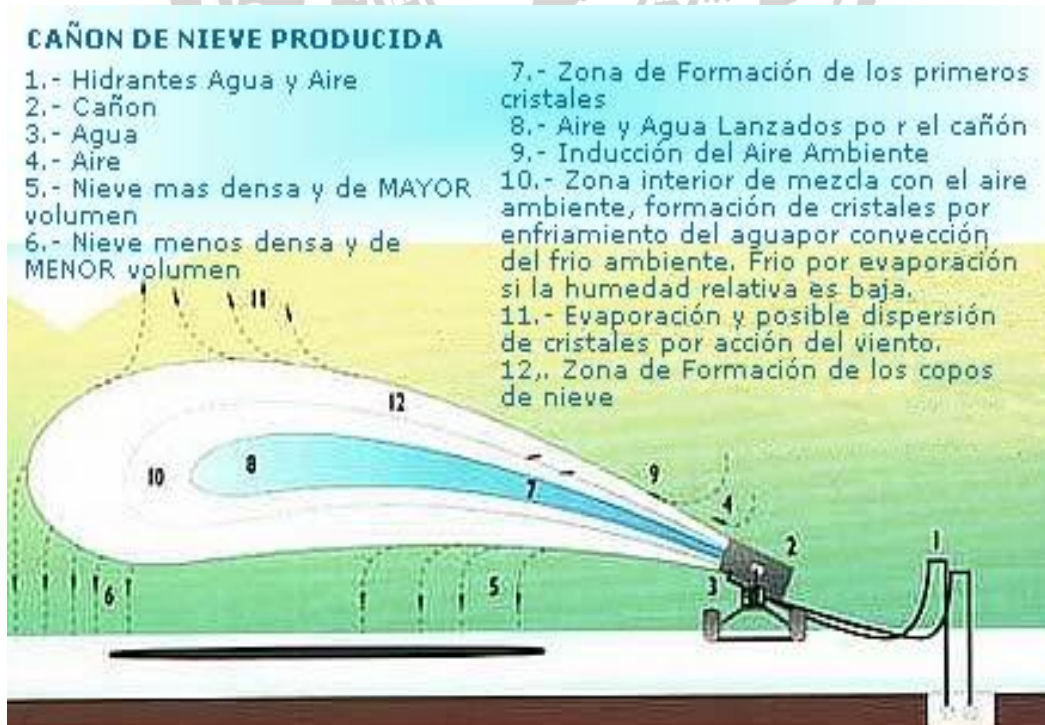 CAÑON DE NIEVE PRODUCIDA
1.- Hidrantes Agua y Aire
2.- Cañon
3.- Agua
4.- Aire
5.- Nieve mas densa y de MAYOR
volumen
6.- Nieve menos densa y de
MENOR volumen
7.- Zona de Formación de los primeros
cristales
8.- Aire y Agua Lanzados po r el cañón
9.- Inducción del Aire Ambiente
10.- Zona interior de mezcla con el aire
ambiente, formación de cristales por
enfriamiento del aguapor convección
del frio ambiente. Frio por evaporación
si la humedad relativa es baja.
11.- Evaporación y posible dispersión
de cristales por acción del viento.
12,. Zona de Formación de los copos
de nieve
11
12
10
8
7
9
4
2
1
3
5
6